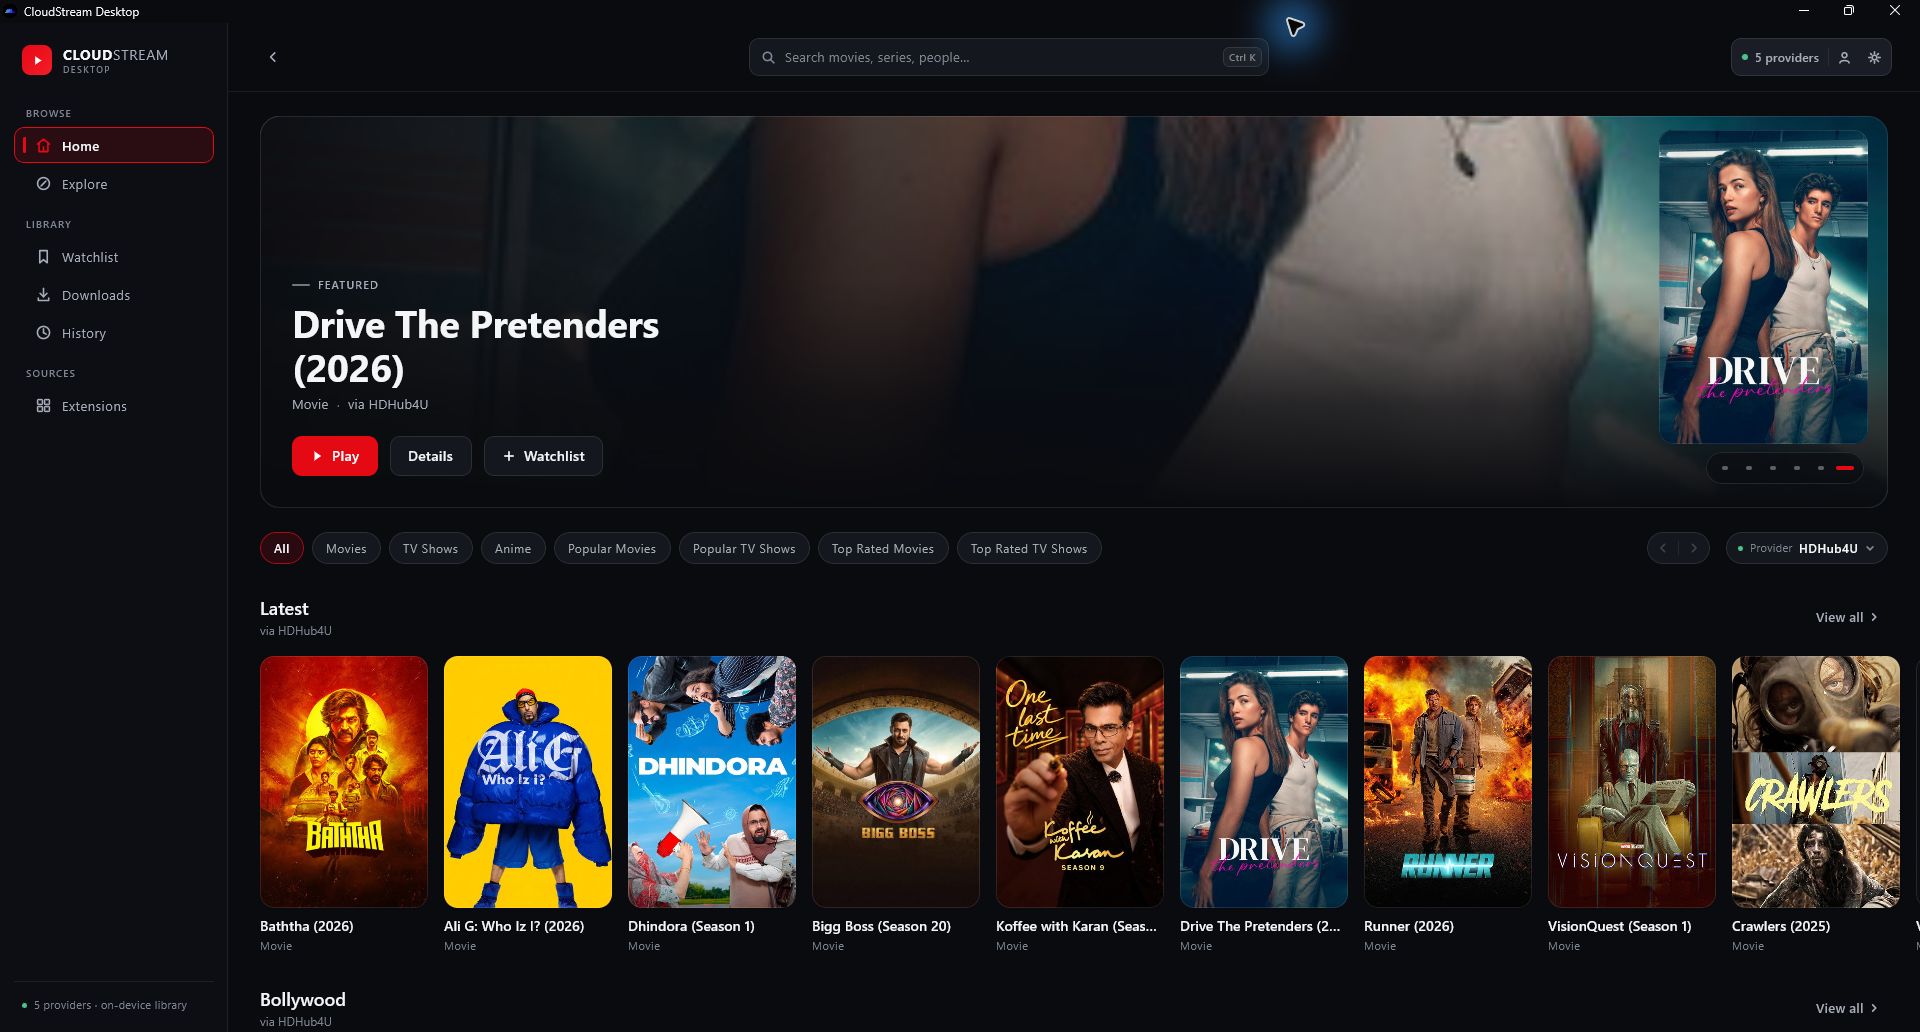 CloudStream Desktop
CLOUDSTREAM
DESKTOP
Search movies, series, people...
Ctrl K
5 providers
BROWSE
Home
Explore
LIBRARY
Watchlist
Downloads
History
SOURCES
Extensions
FEATURED
Drive The Pretenders
(2026)
Movie · via HDHub4U
Play
Details
+ Watchlist
DRIVE
the pretenders
All
Movies
TV Shows
Anime
Popular Movies
Popular TV Shows
Top Rated Movies
Top Rated TV Shows
Provider HDHub4U
Latest
via HDHub4U
View all
BATHTHA
Ali G
Who Iz i?
DHINDORA
BIGG BOSS
One
last
time
Koffee
with
Karan
SEASON 9
DRIVE
the pretenders
RUNNER
VISIONQUEST
CRAWLERS
Baththa (2026)
Movie
Ali G: Who Iz I? (2026)
Movie
Dhindora (Season 1)
Movie
Bigg Boss (Season 20)
Movie
Koffee with Karan (Seas...
Movie
Drive The Pretenders (2...
Movie
Runner (2026)
Movie
VisionQuest (Season 1)
Movie
Crawlers (2025)
Movie
Bollywood
via HDHub4U
View all
5 providers · on-device library